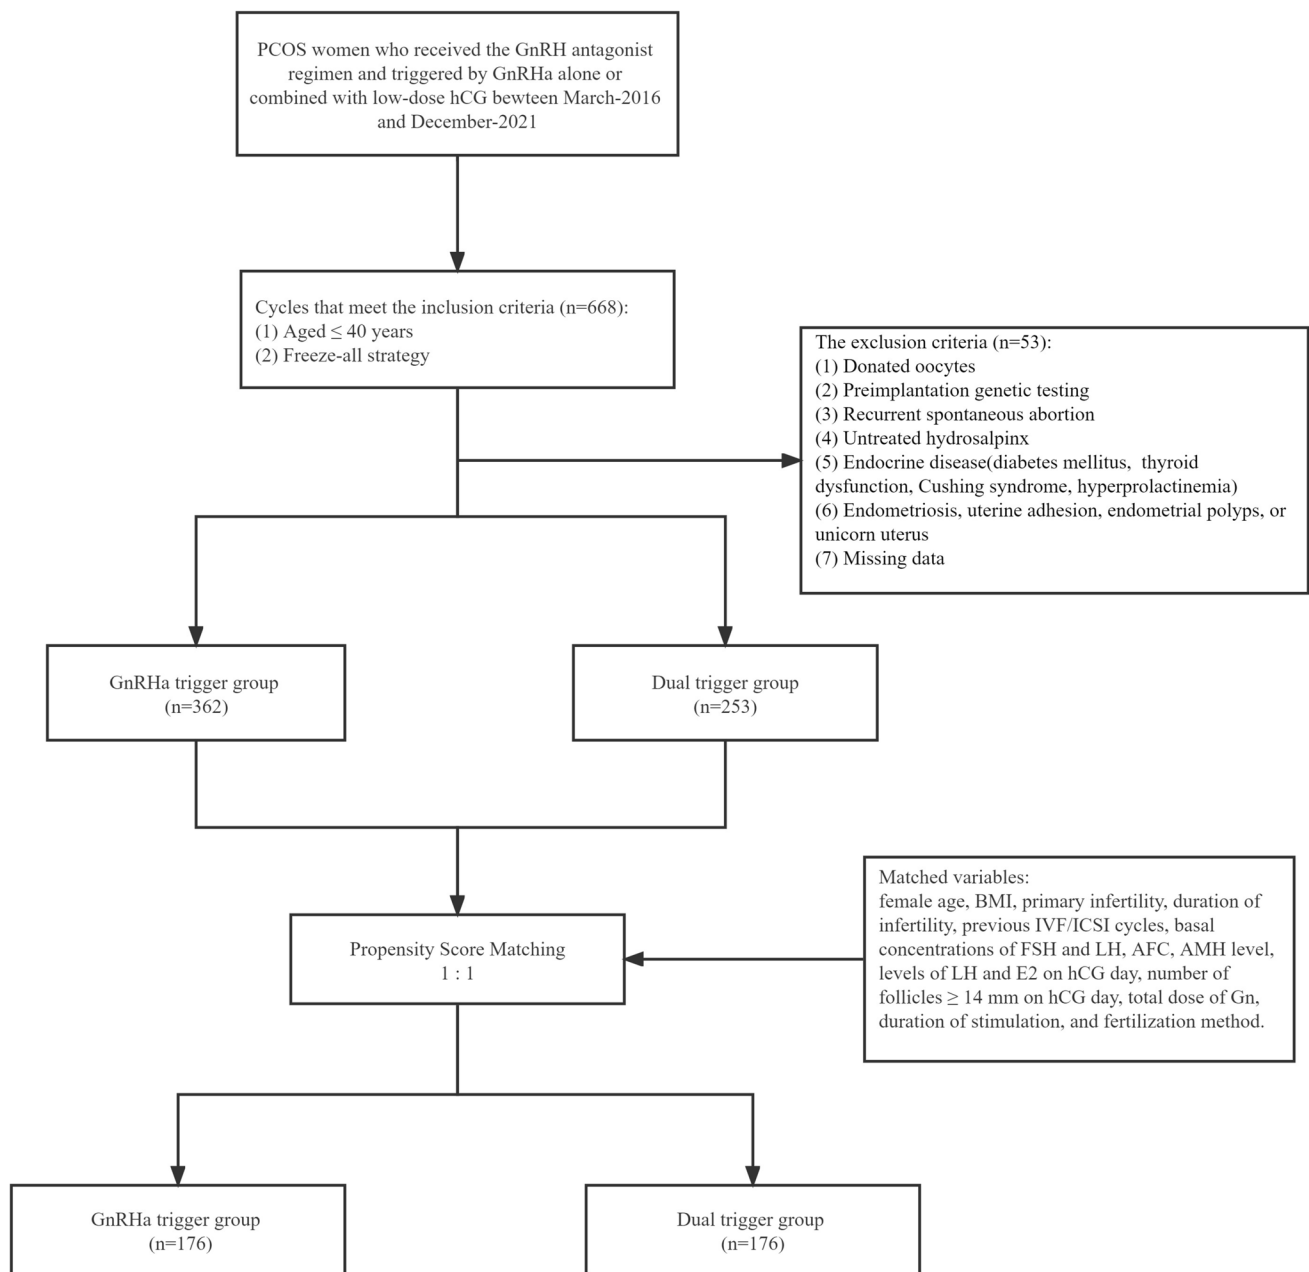 PCOS women who received the GnRH antagonist
regimen and triggered by GnRHa alone or
combined with low-dose hCG bewteen March-2016
and December-2021
Cycles that meet the inclusion criteria (n=668):
(1) Aged ≤ 40 years
(2) Freeze-all strategy
The exclusion criteria (n=53):
(1) Donated oocytes
(2) Preimplantation genetic testing
(3) Recurrent spontaneous abortion
(4) Untreated hydrosalpinx
(5) Endocrine disease(diabetes mellitus, thyroid
dysfunction, Cushing syndrome, hyperprolactinemia)
(6) Endometriosis, uterine adhesion, endometrial polyps, or
unicorn uterus
(7) Missing data
GnRHa trigger group
(n=362)
Dual trigger group
(n=253)
Propensity Score Matching
1 : 1
Matched variables:
female age, BMI, primary infertility, duration of
infertility, previous IVF/ICSI cycles, basal
concentrations of FSH and LH, AFC, AMH level,
levels of LH and E2 on hCG day, number of
follicles ≥ 14 mm on hCG day, total dose of Gn,
duration of stimulation, and fertilization method.
GnRHa trigger group
(n=176)
Dual trigger group
(n=176)